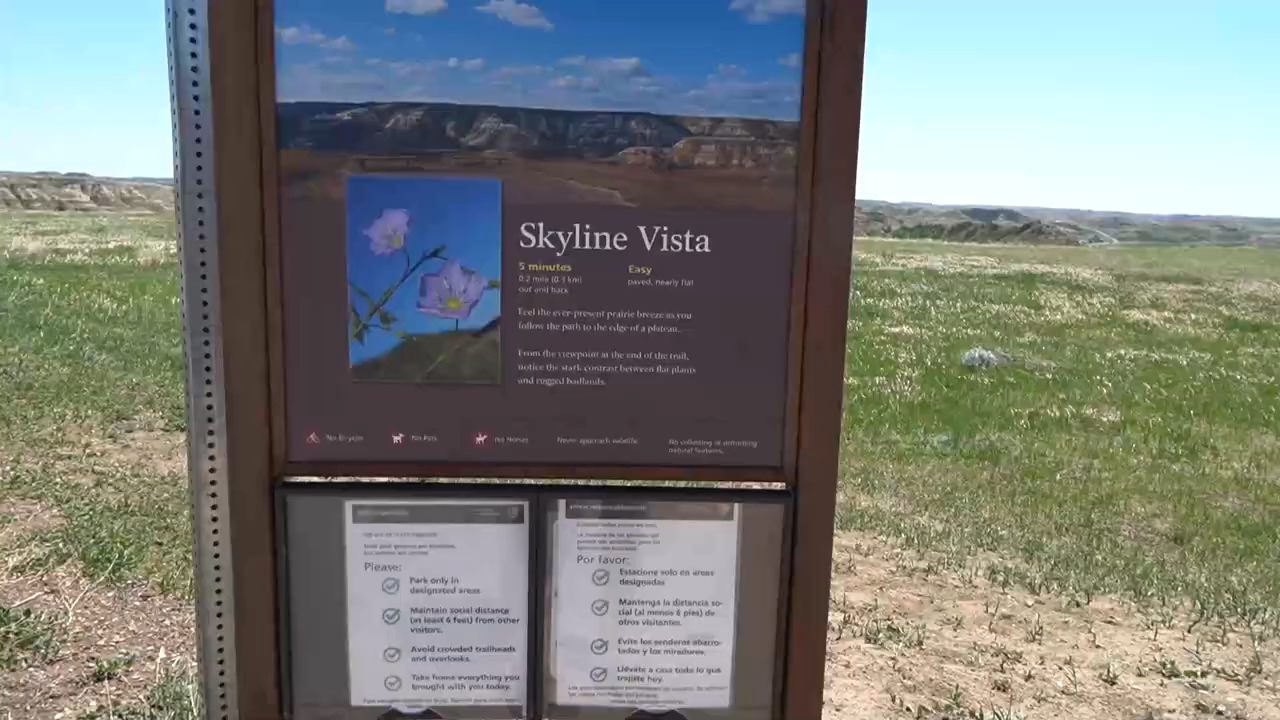 Skyline Vista
5 minutes
0.2 mile (0.3 km)
out and back
Easy
paved, nearly flat
Feel the ever-present prairie breeze as you
follow the path to the edge of a plateau.
From the viewpoint at the end of the trail,
notice the stark contrast between flat plains
and rugged badlands.
No Bicycles
No Pets
No Horses
Never approach wildlife
No collecting or disturbing
natural features.
Please:
Park only in
designated areas
Maintain social distance
(at least 6 feet) from other
visitors.
Avoid crowded trailheads
and overlooks.
Take home everything you
brought with you today.
Por favor:
Estacione solo en áreas
designadas
Mantenga la distancia so-
cial (al menos 6 pies) de
otros visitantes.
Evite los senderos abarro-
tados y los miradores.
Llévate a casa todo lo que
trajiste hoy.